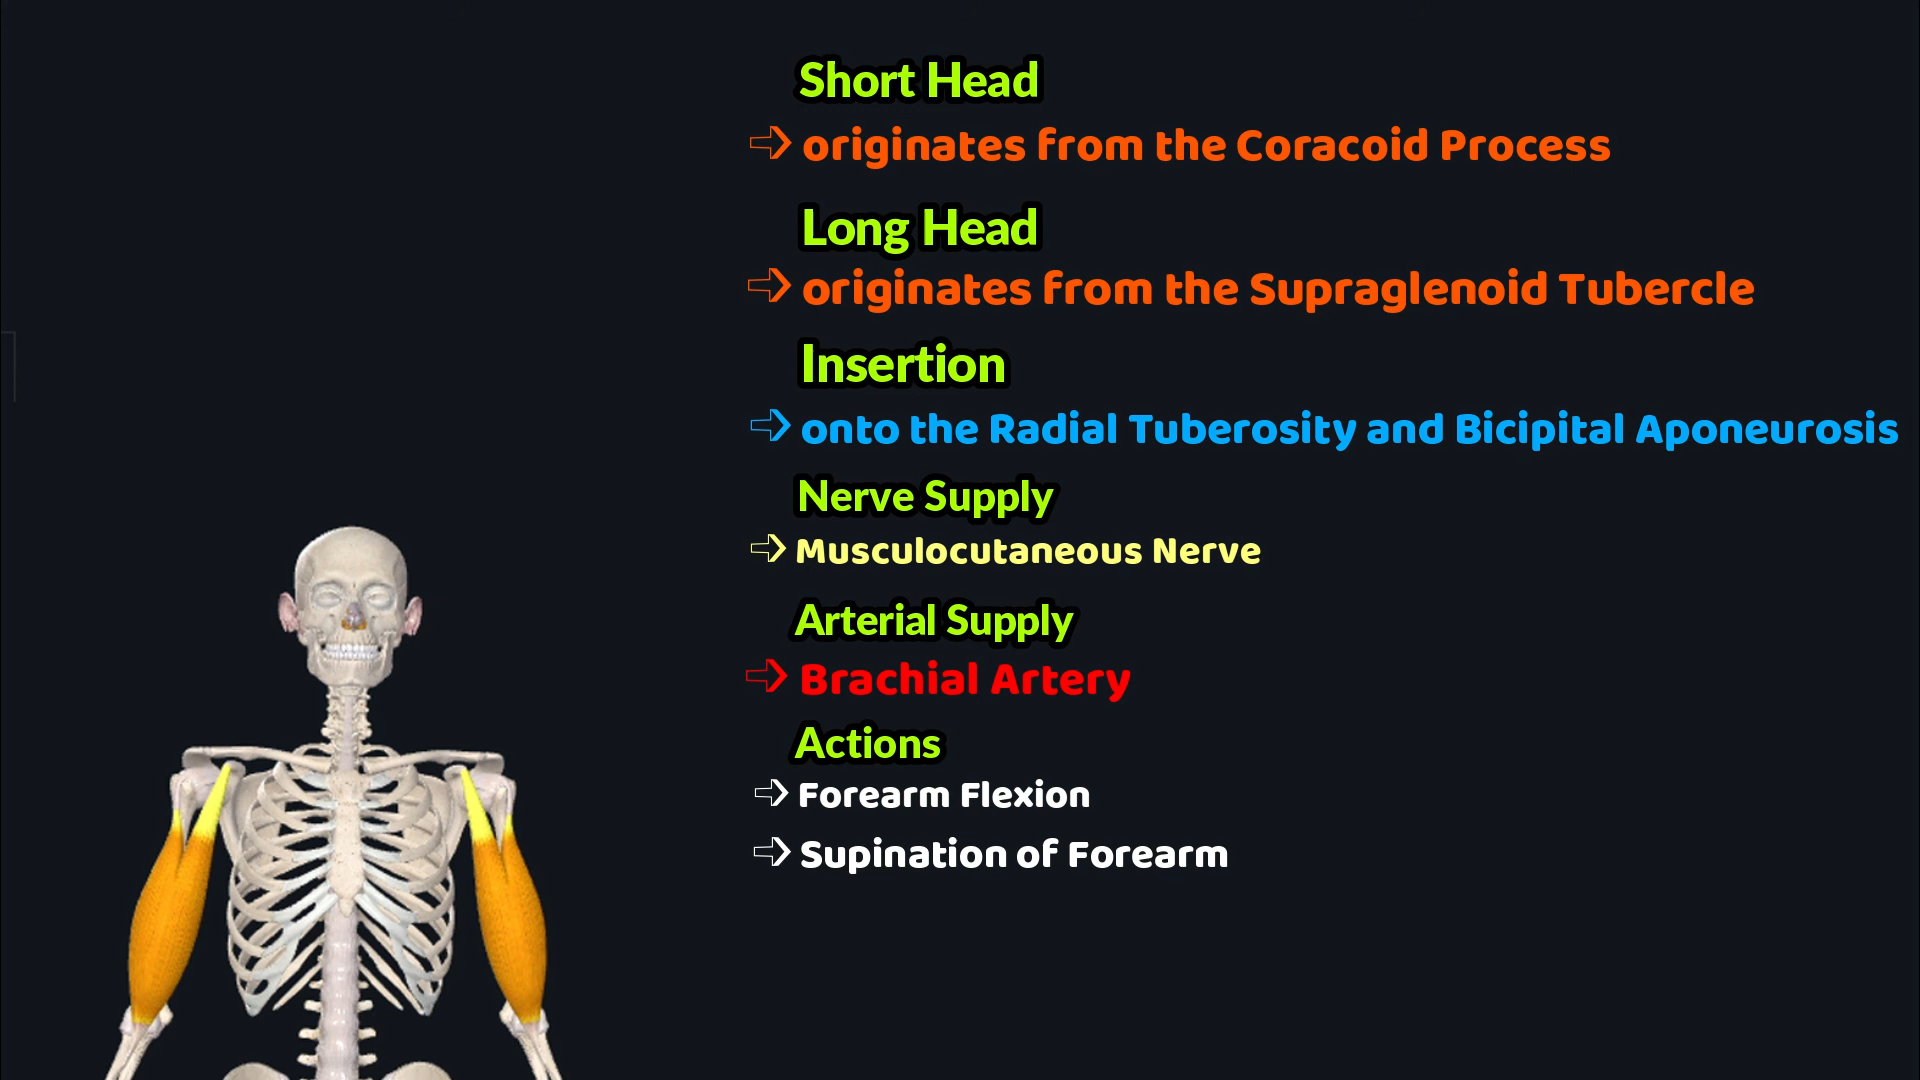 Short Head
➩ originates from the Coracoid Process
Long Head
➩ originates from the Supraglenoid Tubercle
Insertion
➩ onto the Radial Tuberosity and Bicipital Aponeurosis
Nerve Supply
➩ Musculocutaneous Nerve
Arterial Supply
➩ Brachial Artery
Actions
➩ Forearm Flexion
➩ Supination of Forearm